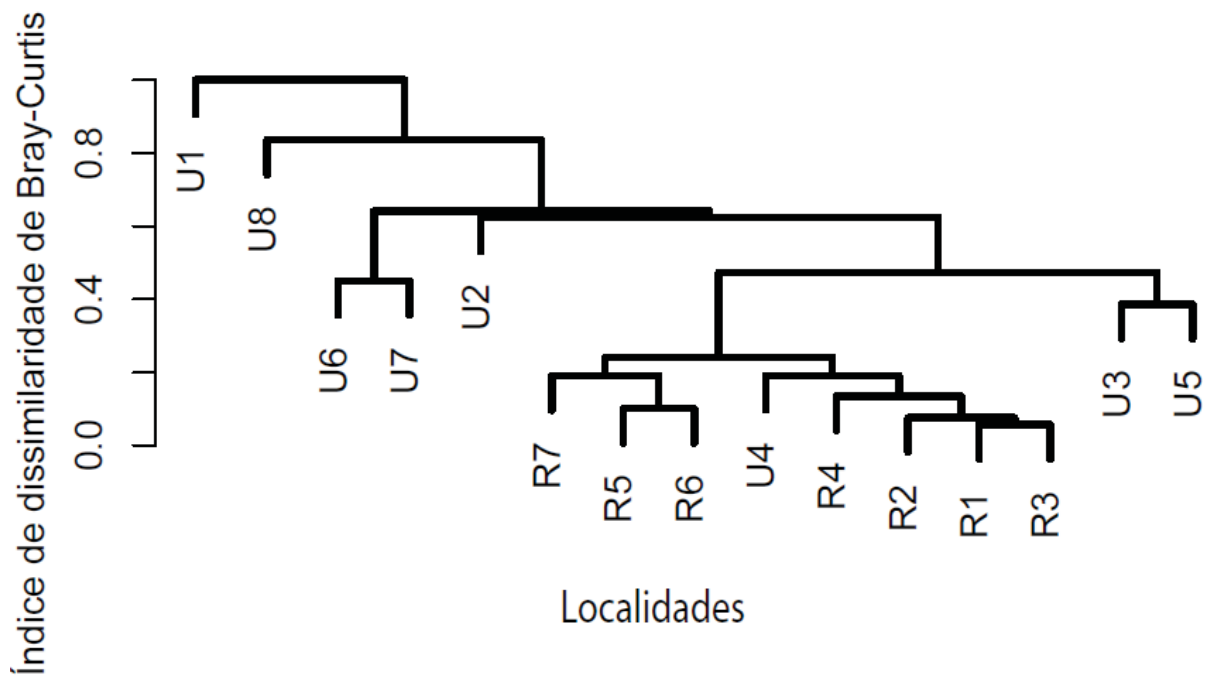 Índice de dissimilaridade de Bray-Curtis
0.8
0.4
0.0
U1
U8
U6
U7
U2
R7
R5
R6
U4
R4
R2
R1
R3
U3
U5
Localidades